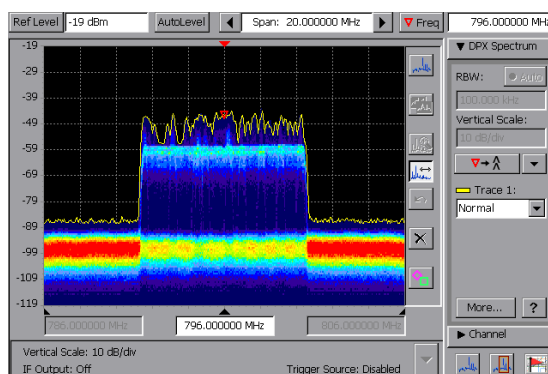 Ref Level -19 dBm AutoLevel Span: 20.000000 MHz Freq 796.000000 MHz
-19
-29
-39
-49
-59
-69
-79
-89
-99
-109
-119
786.000000 MHz 796.000000 MHz 806.000000 MHz
Vertical Scale: 10 dB/div
IF Output: Off Trigger Source: Disabled
DPX Spectrum
RBW: Auto
100.000 kHz
Vertical Scale:
10 dB/div
Trace 1:
Normal
More... ?
Channel